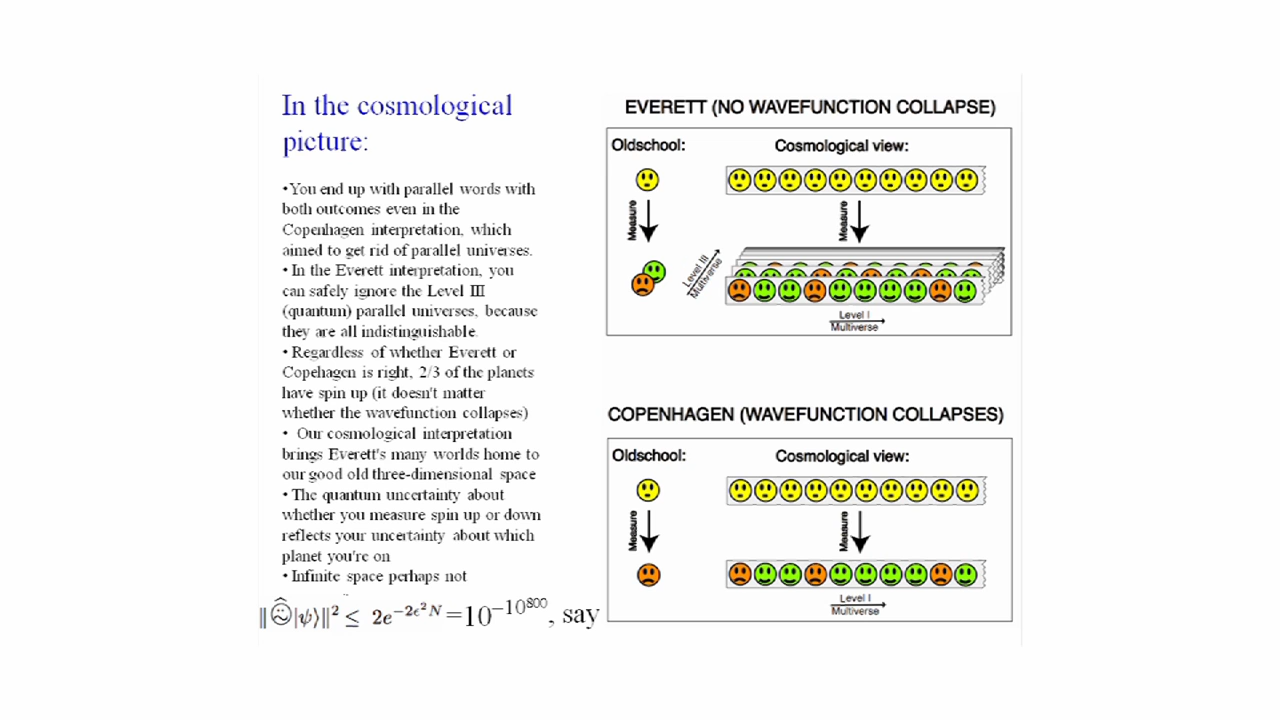 In the cosmological
picture:
•You end up with parallel words with
both outcomes even in the
Copenhagen interpretation, which
aimed to get rid of parallel universes.
• In the Everett interpretation, you
can safely ignore the Level III
(quantum) parallel universes, because
they are all indistinguishable.
• Regardless of whether Everett or
Copehagen is right, 2/3 of the planets
have spin up (it doesn't matter
whether the wavefunction collapses)
• Our cosmological interpretation
brings Everett's many worlds home to
our good old three-dimensional space
• The quantum uncertainty about
whether you measure spin up or down
reflects your uncertainty about which
planet you're on
• Infinite space perhaps not
‖|ψ⟩‖² ≤ 2e^{−2ϵ²N} = 10^{−10^{800}}, say
EVERETT (NO WAVEFUNCTION COLLAPSE)
Oldschool:
Cosmological view:
Measure
Measure
Level III
Multiverse
Level I
Multiverse
COPENHAGEN (WAVEFUNCTION COLLAPSES)
Oldschool:
Cosmological view:
Measure
Measure
Level I
Multiverse